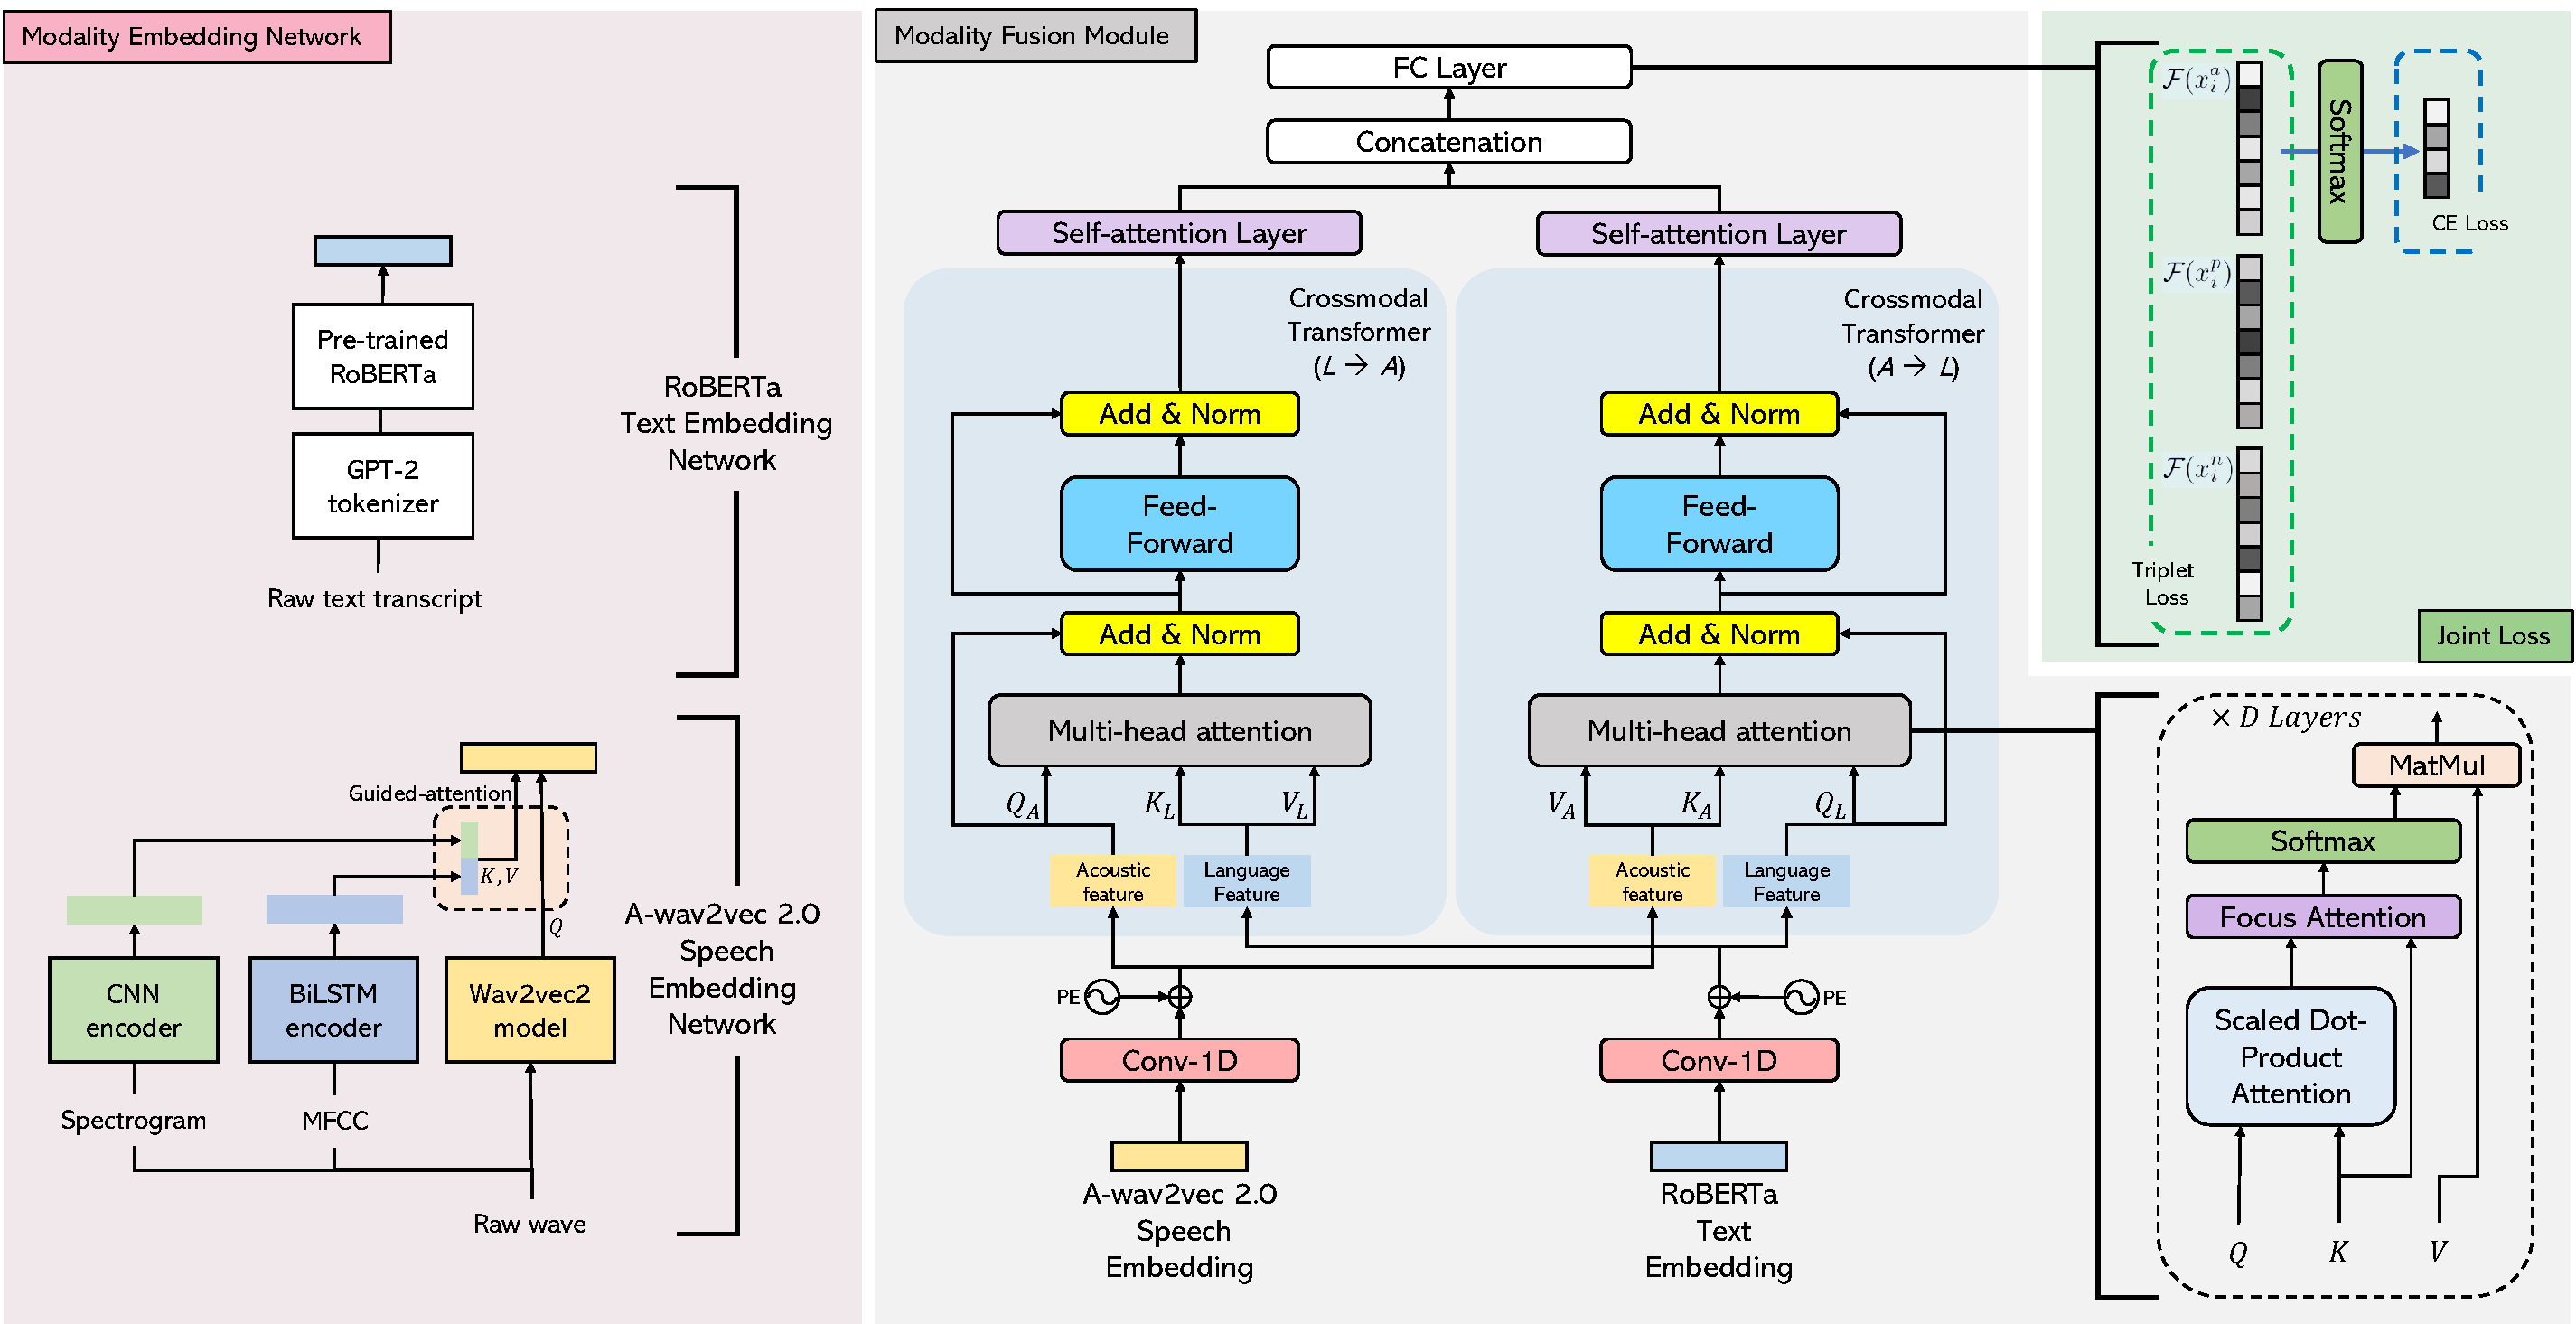 Modality Embedding Network
Pre-trained
RoBERTa
GPT-2
tokenizer
Raw text transcript
RoBERTa
Text Embedding
Network
Guided-attention
K, V
Q
CNN
encoder
BiLSTM
encoder
Wav2vec2
model
Spectrogram
MFCC
Raw wave
A-wav2vec 2.0
Speech
Embedding
Network
Modality Fusion Module
FC Layer
Concatenation
Self-attention Layer
Self-attention Layer
Crossmodal
Transformer
(L → A)
Add & Norm
Feed-
Forward
Add & Norm
Multi-head attention
Q_A
K_L
V_L
Acoustic
feature
Language
Feature
Crossmodal
Transformer
(A → L)
Add & Norm
Feed-
Forward
Add & Norm
Multi-head attention
V_A
K_A
Q_L
Acoustic
feature
Language
Feature
PE
PE
Conv-1D
Conv-1D
A-wav2vec 2.0
Speech
Embedding
RoBERTa
Text
Embedding
F(x_i^a)
F(x_i^p)
F(x_i^n)
Softmax
CE Loss
Triplet
Loss
Joint Loss
× D Layers
MatMul
Softmax
Focus Attention
Scaled Dot-
Product
Attention
Q
K
V